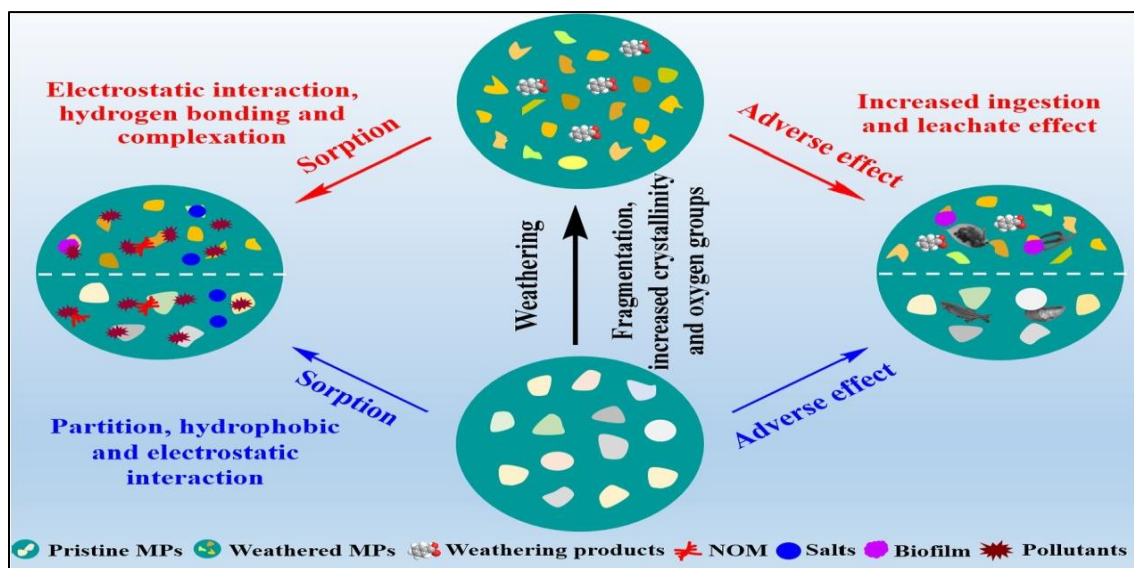 Electrostatic interaction,
hydrogen bonding and
complexation
Sorption
Adverse effect
Increased ingestion
and leachate effect
Weathering
Fragmentation,
increased crystallinity
and oxygen groups
Sorption
Partition, hydrophobic
and electrostatic
interaction
Adverse effect
Pristine MPs
Weathered MPs
Weathering products
NOM
Salts
Biofilm
Pollutants